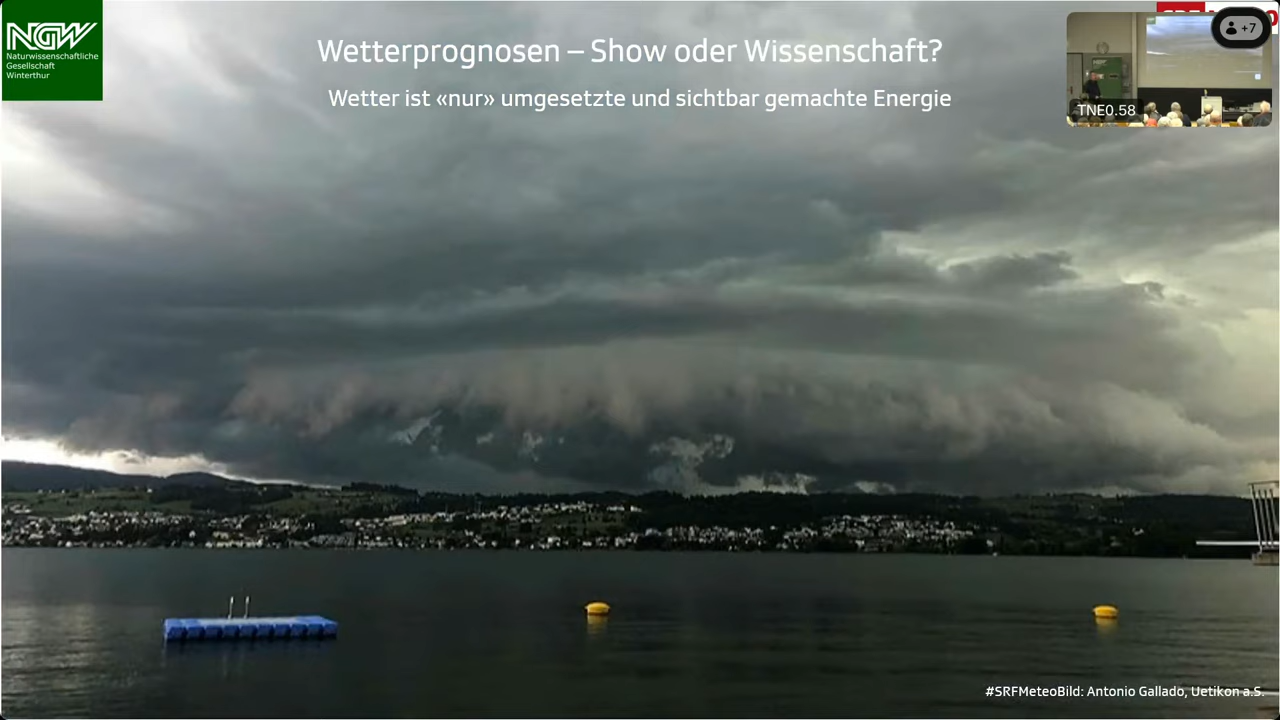 NGW
Naturwissenschaftliche
Gesellschaft
Winterthur
Wetterprognosen – Show oder Wissenschaft?
Wetter ist «nur» umgesetzte und sichtbar gemachte Energie
+7
TNE0.58
#SRFMeteoBild: Antonio Gallado, Uetikon a.S.